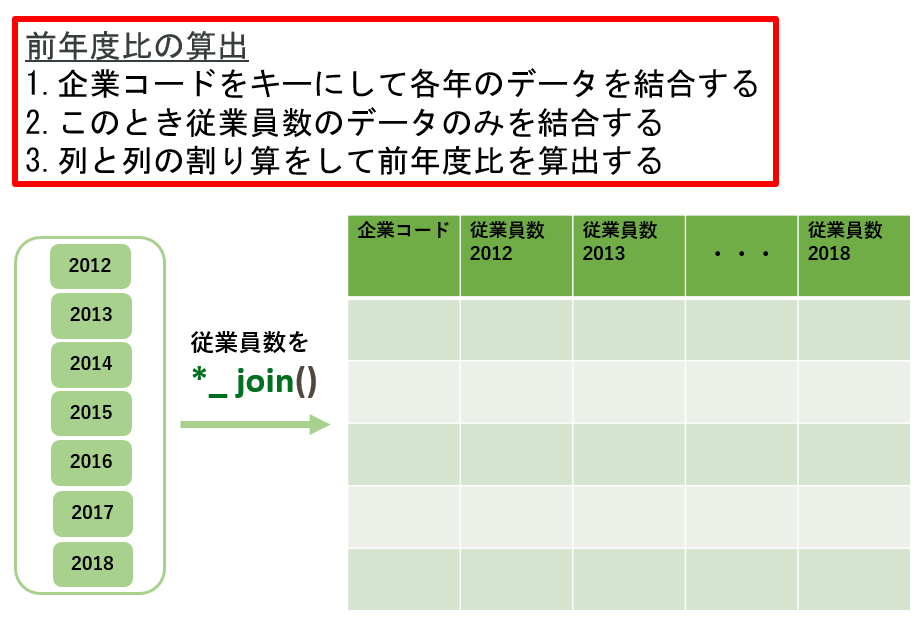 前年度比の算出
1. 企業コードをキーにして各年のデータを結合する
2. このとき従業員数のデータのみを結合する
3. 列と列の割り算をして前年度比を算出する
2012
2013
2014
2015
2016
2017
2018
従業員数を
*_ join()
企業コード
従業員数
2012
従業員数
2013
・・・
従業員数
2018